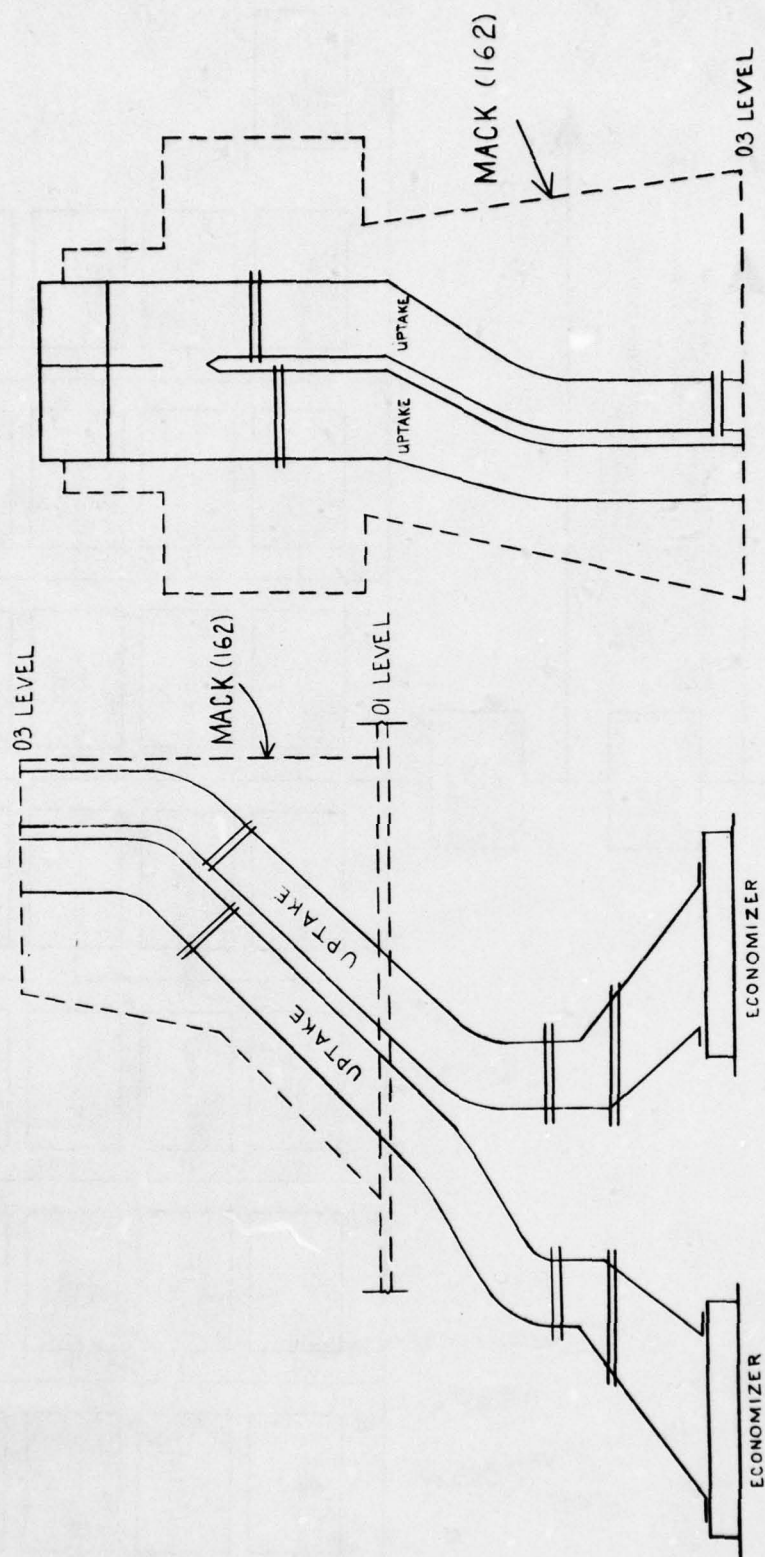 03 LEVEL
MACK (162)
01 LEVEL
UPTAKE
UPTAKE
ECONOMIZER
ECONOMIZER
UPTAKE
UPTAKE
MACK (162)
03 LEVEL